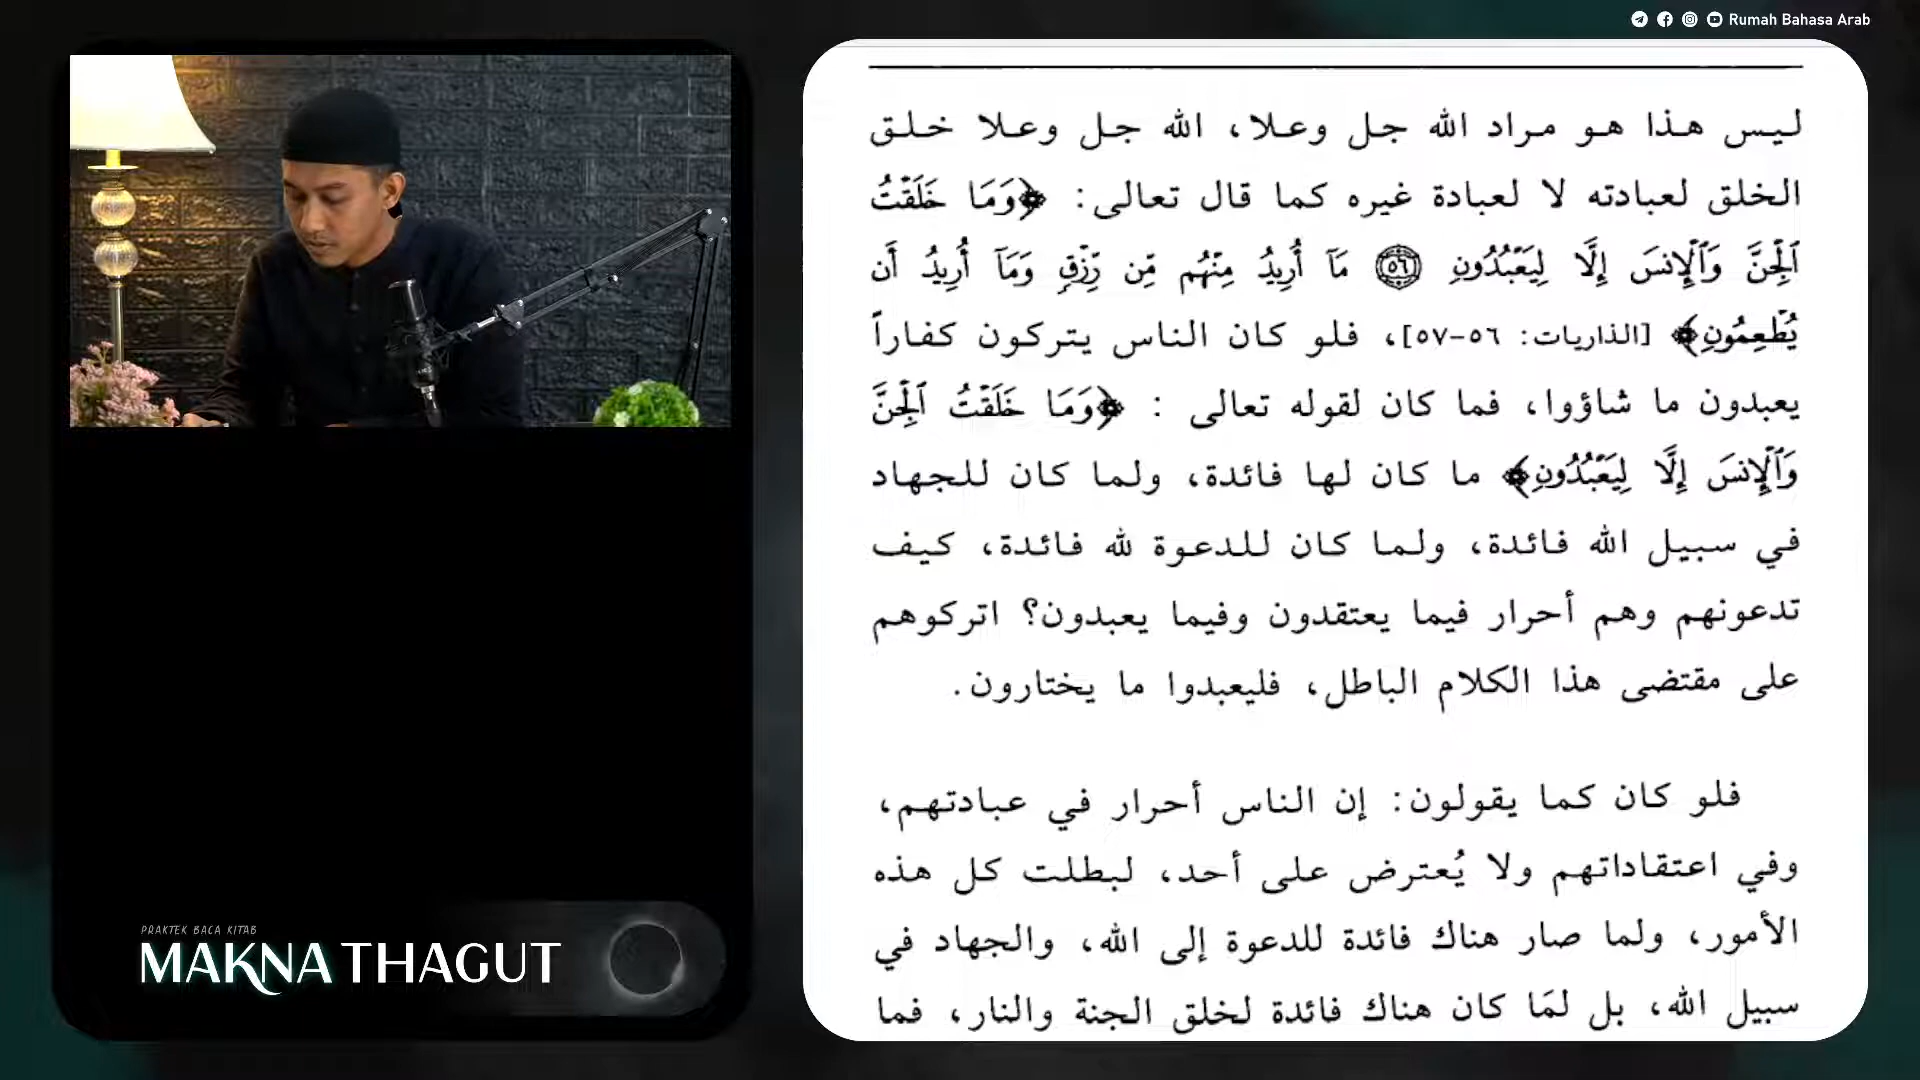 Rumah Bahasa Arab
ليس هذا هو مراد الله جل وعلا، الله جل وعلا خلق
الخلق لعبادته لا لعبادة غيره كما قال تعالى: ﴿وَمَا خَلَقْتُ
ٱلْجِنَّ وَٱلْإِنسَ إِلَّا لِيَعْبُدُونِ ٥٦ مَآ أُرِيدُ مِنْهُم مِّن رِّزْقٍ وَمَآ أُرِيدُ أَن
يُطْعِمُونِ﴾ [الذاريات: ٥٦-٥٧]، فلو كان الناس يتركون كفاراً
يعبدون ما شاؤوا، فما كان لقوله تعالى : ﴿وَمَا خَلَقْتُ ٱلْجِنَّ
وَٱلْإِنسَ إِلَّا لِيَعْبُدُونِ﴾ ما كان لها فائدة، ولما كان للجهاد
في سبيل الله فائدة، ولما كان للدعوة لله فائدة، كيف
تدعونهم وهم أحرار فيما يعتقدون وفيما يعبدون؟ اتركوهم
على مقتضى هذا الكلام الباطل، فليعبدوا ما يختارون.
فلو كان كما يقولون: إن الناس أحرار في عبادتهم،
وفي اعتقاداتهم ولا يُعترض على أحد، لبطلت كل هذه
الأمور، ولما صار هناك فائدة للدعوة إلى الله، والجهاد في
سبيل الله، بل لمَا كان هناك فائدة لخلق الجنة والنار، فما
PRAKTEK BACA KITAB
MAKNA THAGUT